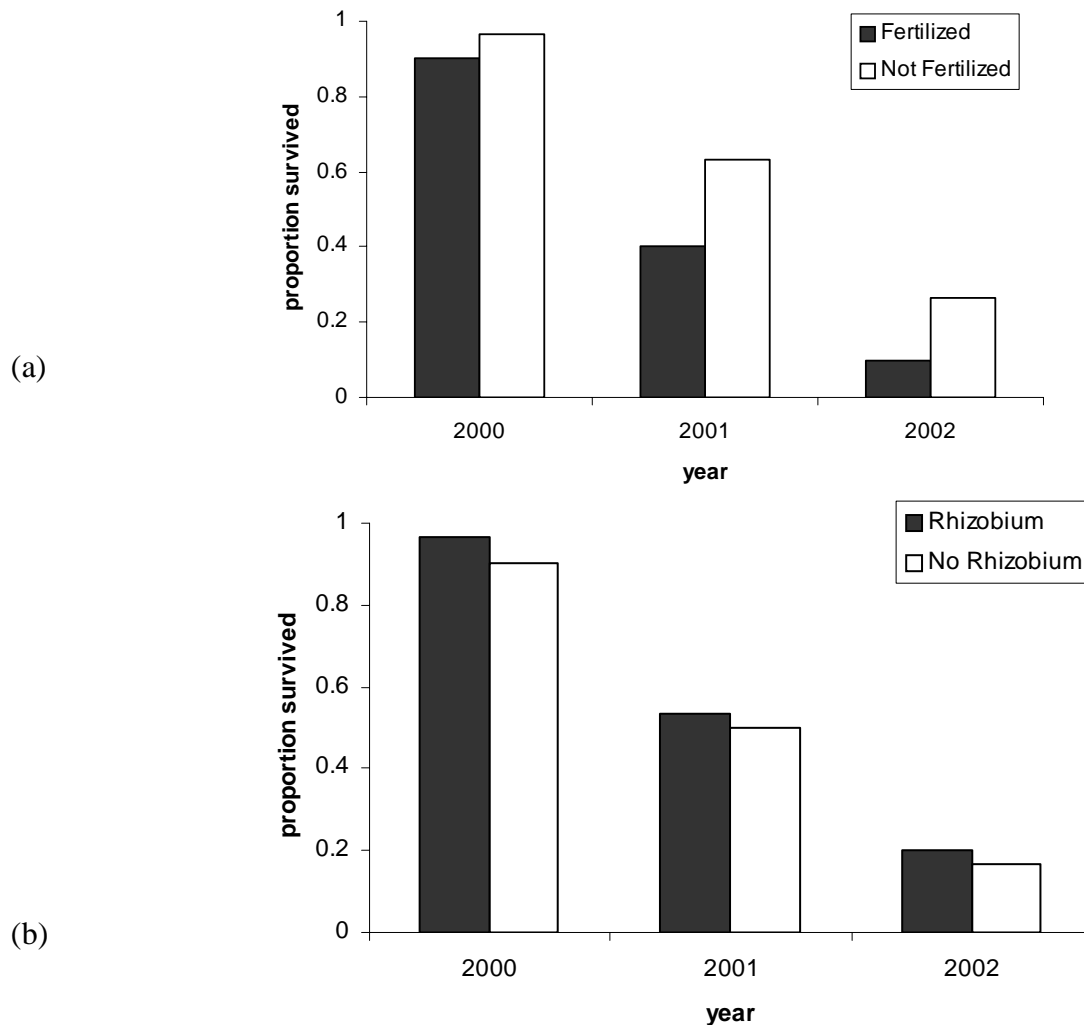 (a)
proportion survived
1
0.8
0.6
0.4
0.2
0
2000 2001 2002
year
Fertilized
Not Fertilized
(b)
proportion survived
1
0.8
0.6
0.4
0.2
0
2000 2001 2002
year
Rhizobium
No Rhizobium